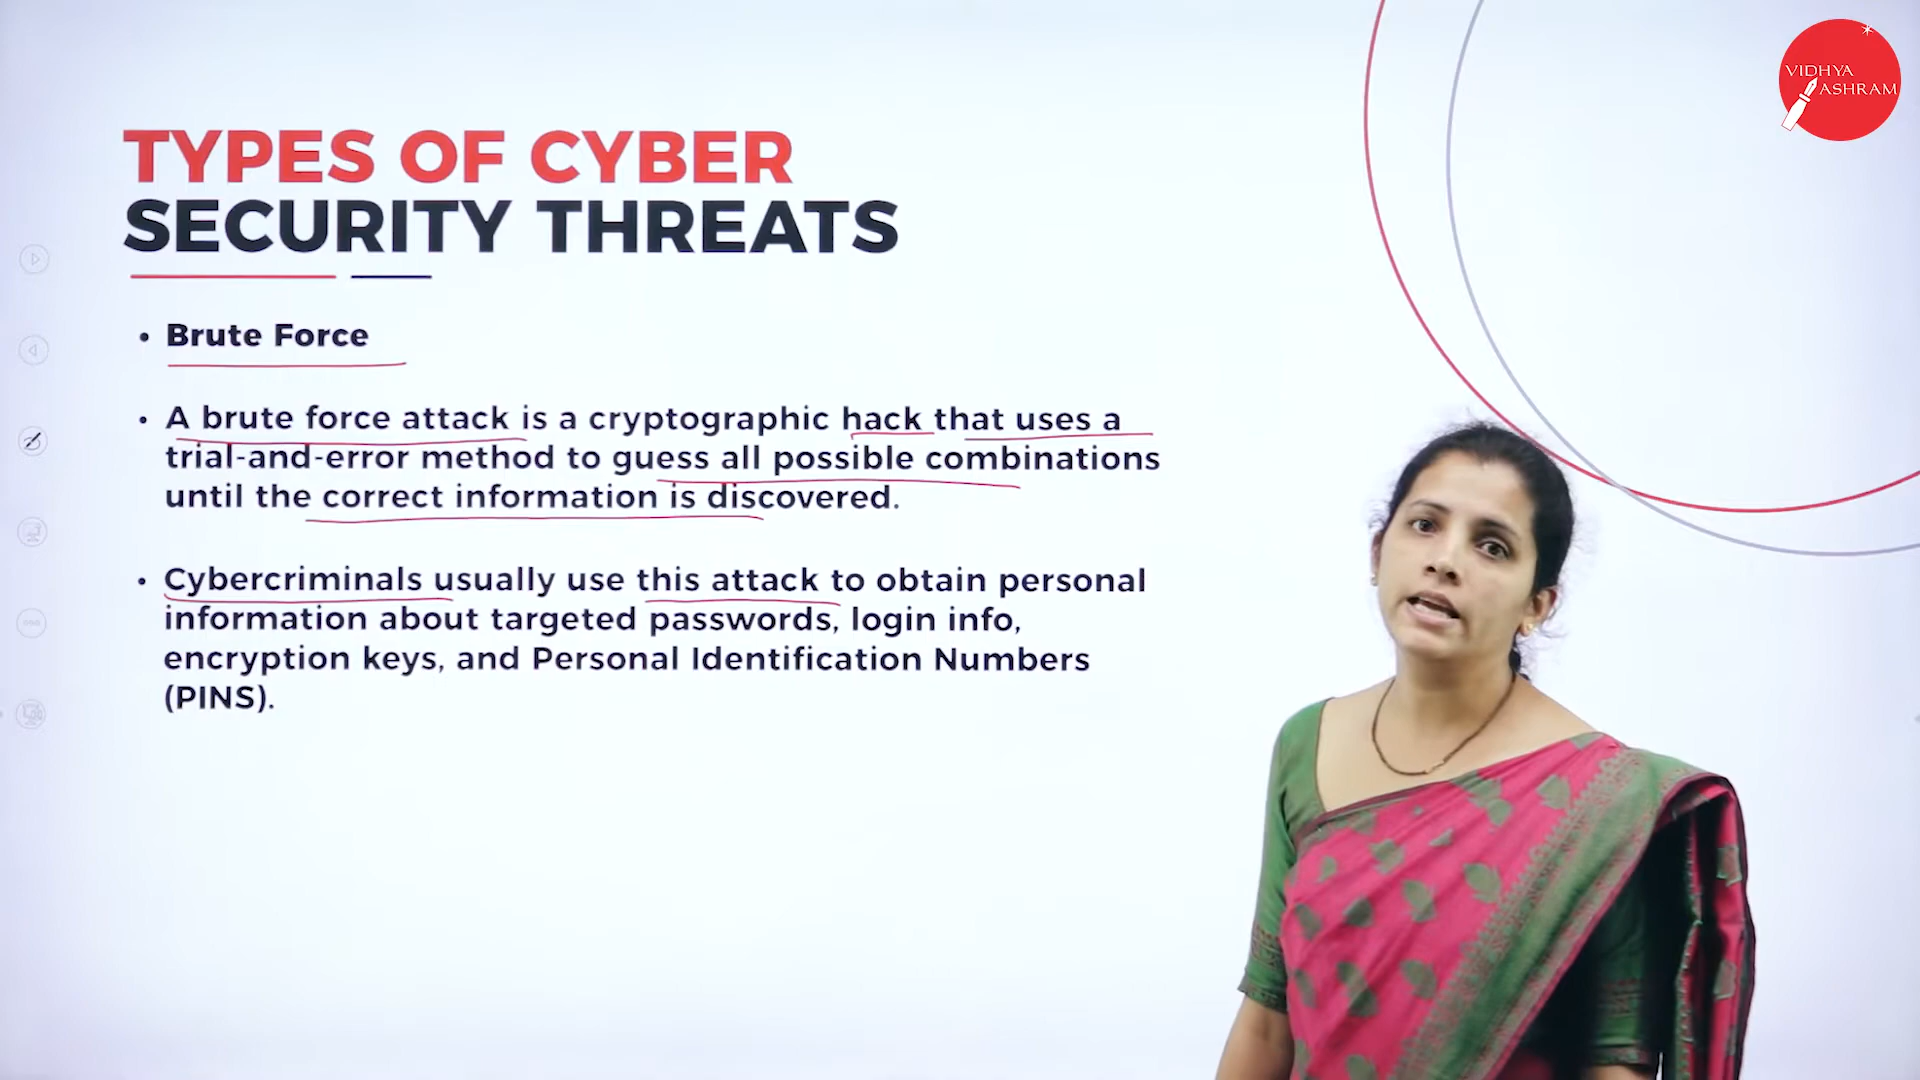 VIDHYA
ASHRAM
TYPES OF CYBER
SECURITY THREATS
• Brute Force
• A brute force attack is a cryptographic hack that uses a
trial-and-error method to guess all possible combinations
until the correct information is discovered.
• Cybercriminals usually use this attack to obtain personal
information about targeted passwords, login info,
encryption keys, and Personal Identification Numbers
(PINS).